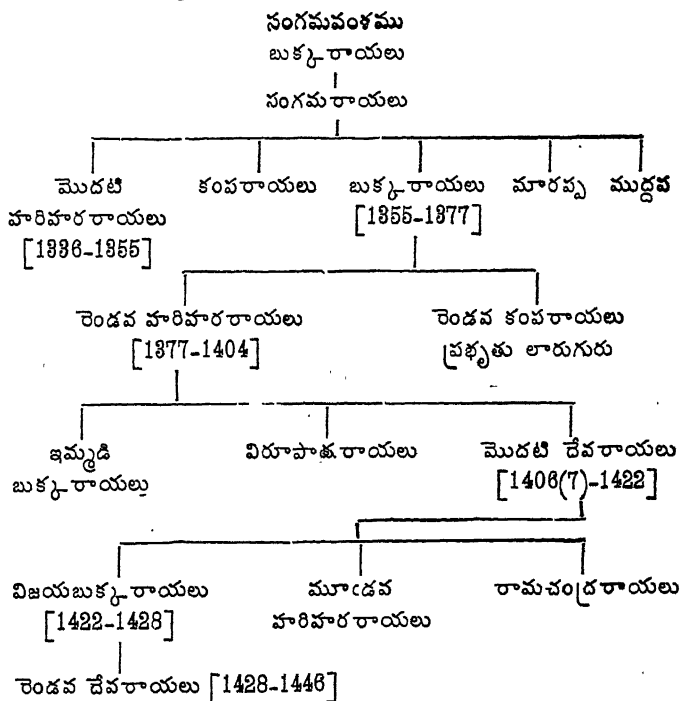 సంగమవంశము
బుక్కరాయలు
సంగమరాయలు
మొదటి హరిహరరాయలు [1336-1355]
కంపరాయలు
బుక్కరాయలు [1355-1377]
మారప్ప
ముద్దప
రెండవ హరిహరరాయలు [1377-1404]
రెండవ కంపరాయలు ప్రభృతు లారుగురు
ఇమ్మడి బుక్కరాయలు
విరూపాక్షరాయలు
మొదటి దేవరాయలు [1406(7)-1422]
విజయబుక్కరాయలు [1422-1428]
మూఁడవ హరిహరరాయలు
రామచంద్రరాయలు
రెండవ దేవరాయలు [1428-1446]